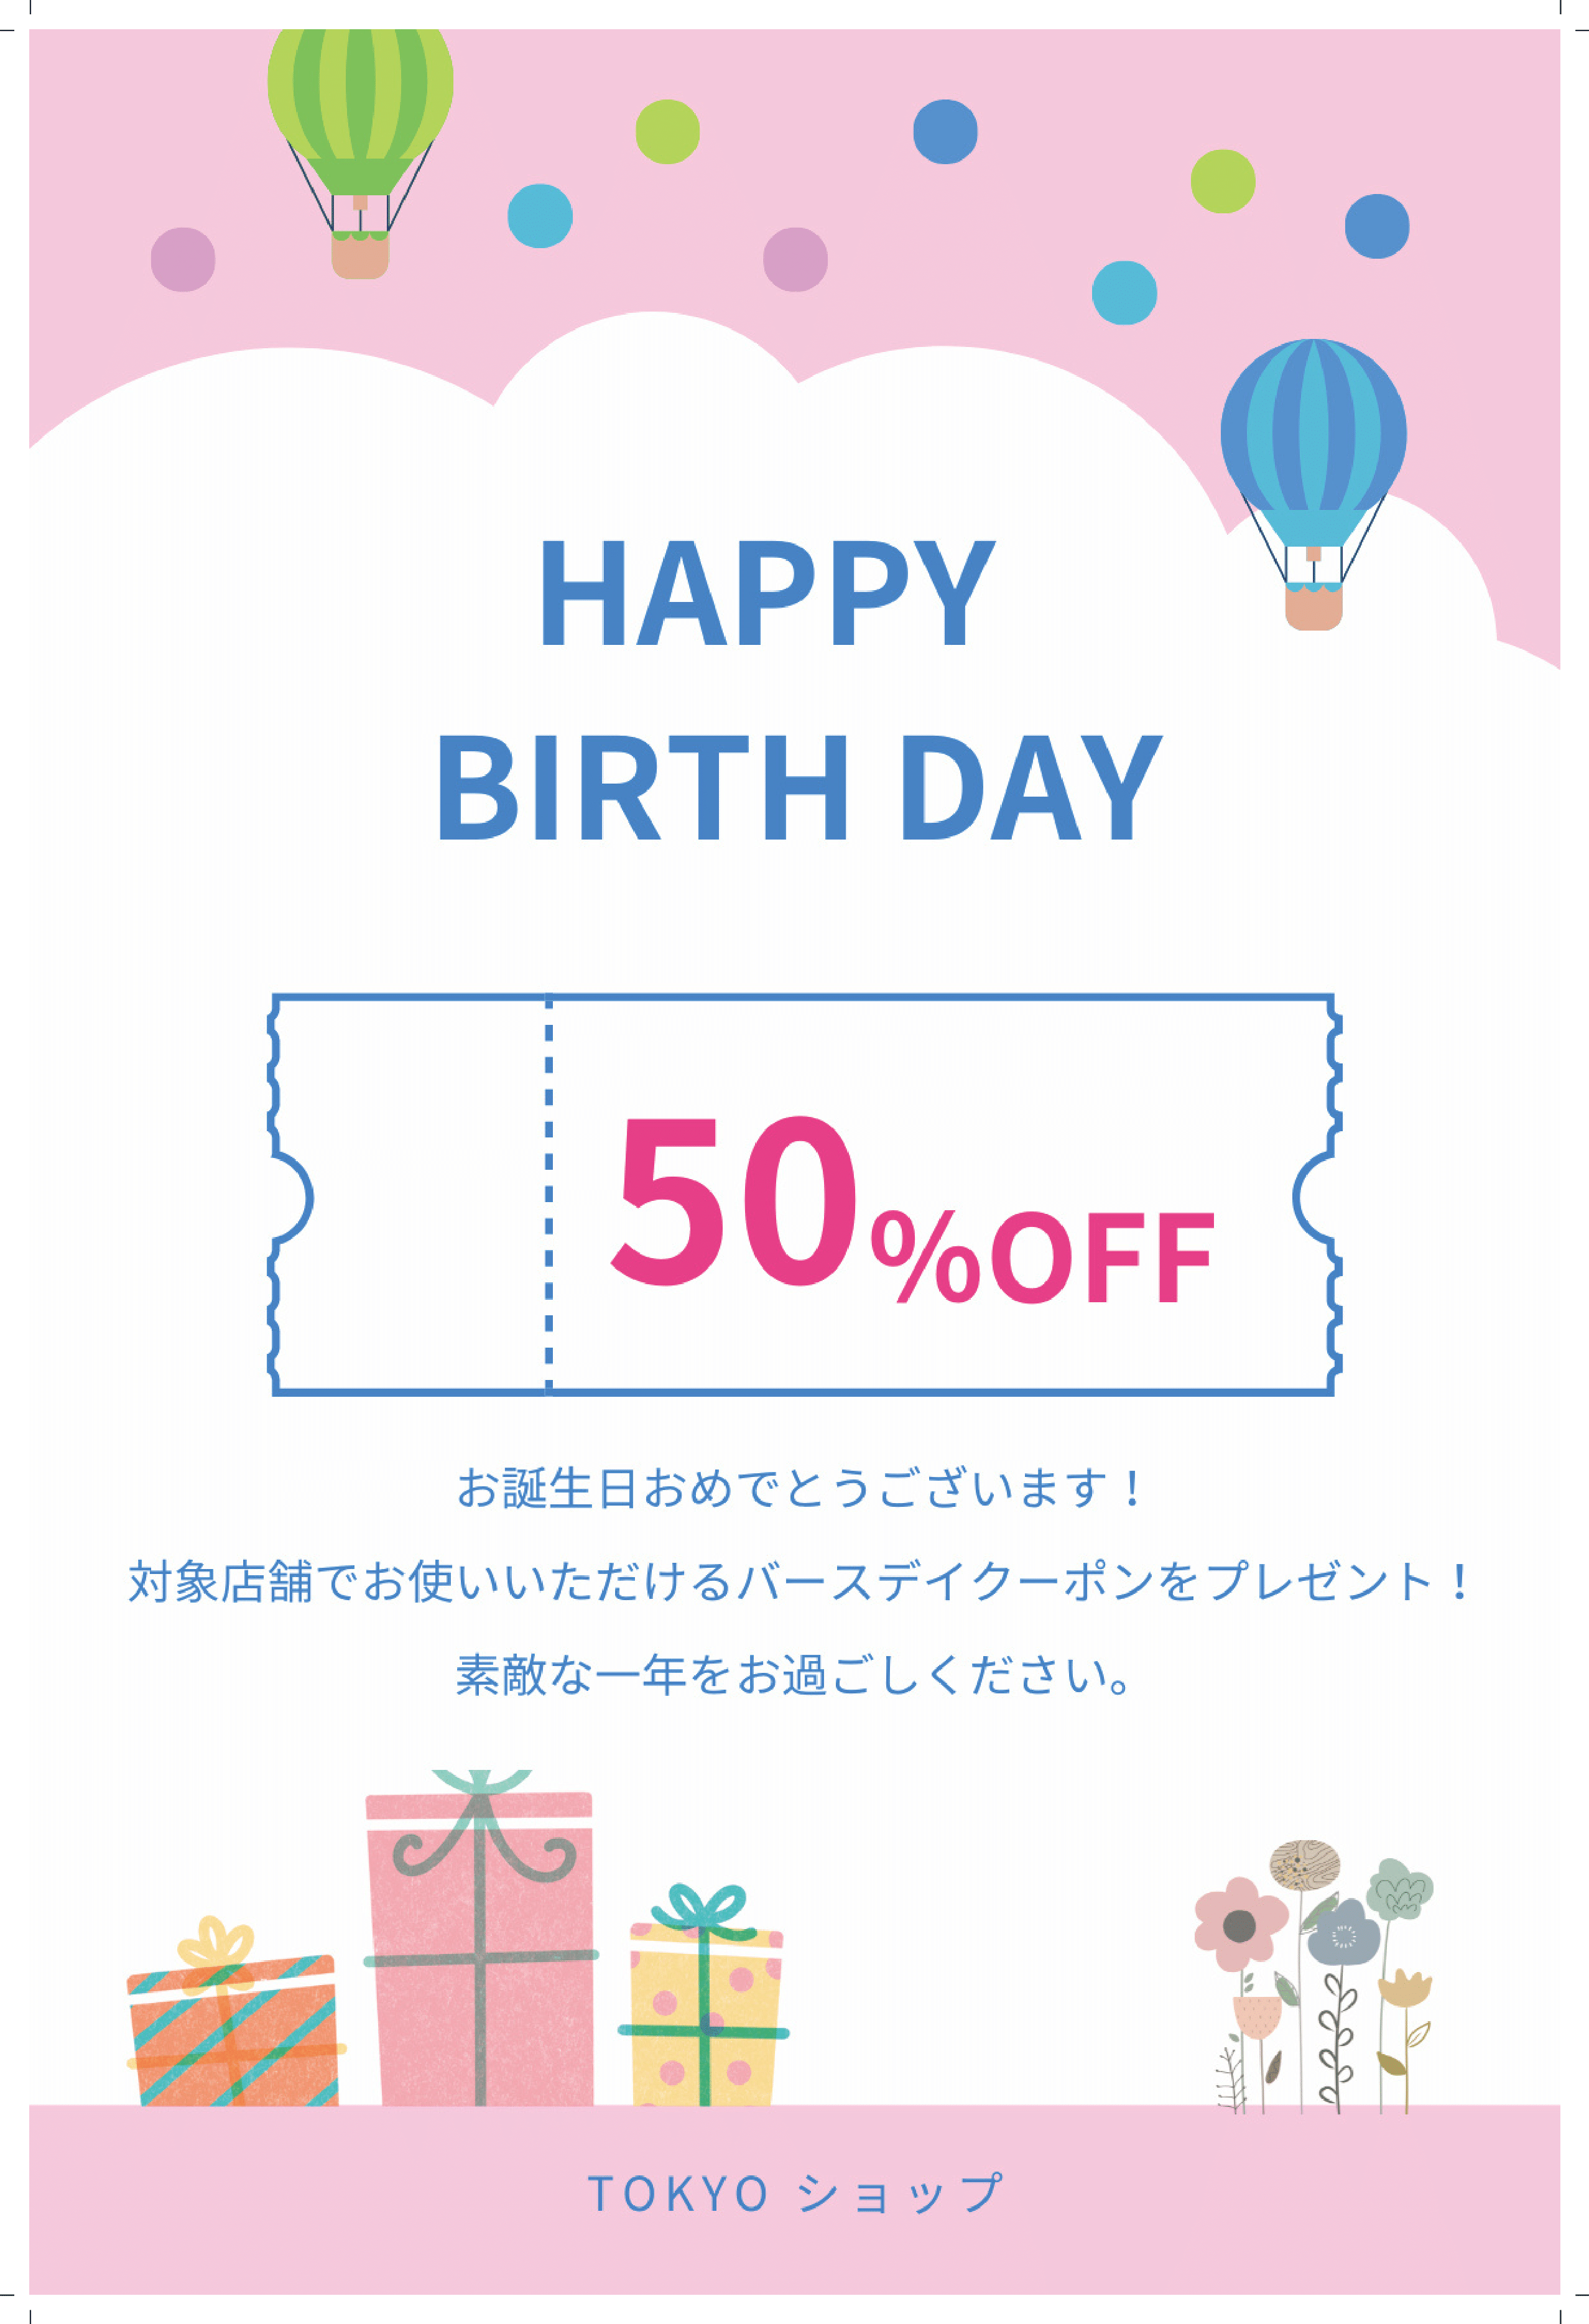 HAPPY
BIRTH DAY
50%OFF
お誕生日おめでとうございます！
対象店舗でお使いいただけるバースデイクーポンをプレゼント！
素敵な一年をお過ごしください。
TOKYO ショップ